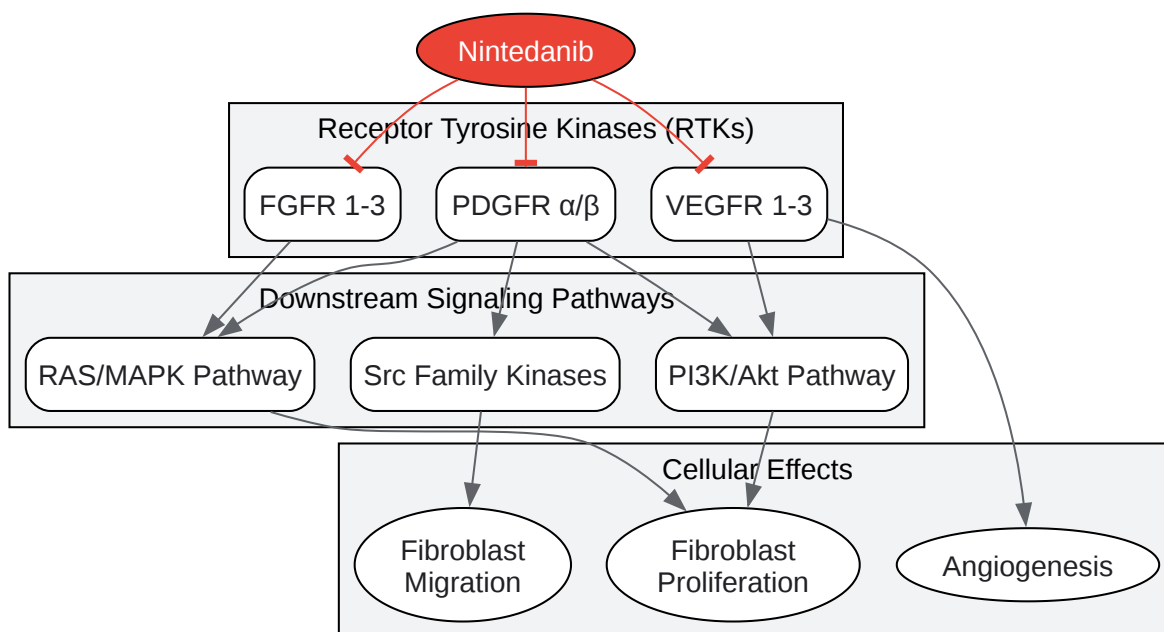 Nintedanib
Receptor Tyrosine Kinases (RTKs)
FGFR 1-3
PDGFR α/β
VEGFR 1-3
Downstream Signaling Pathways
RAS/MAPK Pathway
Src Family Kinases
PI3K/Akt Pathway
Cellular Effects
Fibroblast
Migration
Fibroblast
Proliferation
Angiogenesis